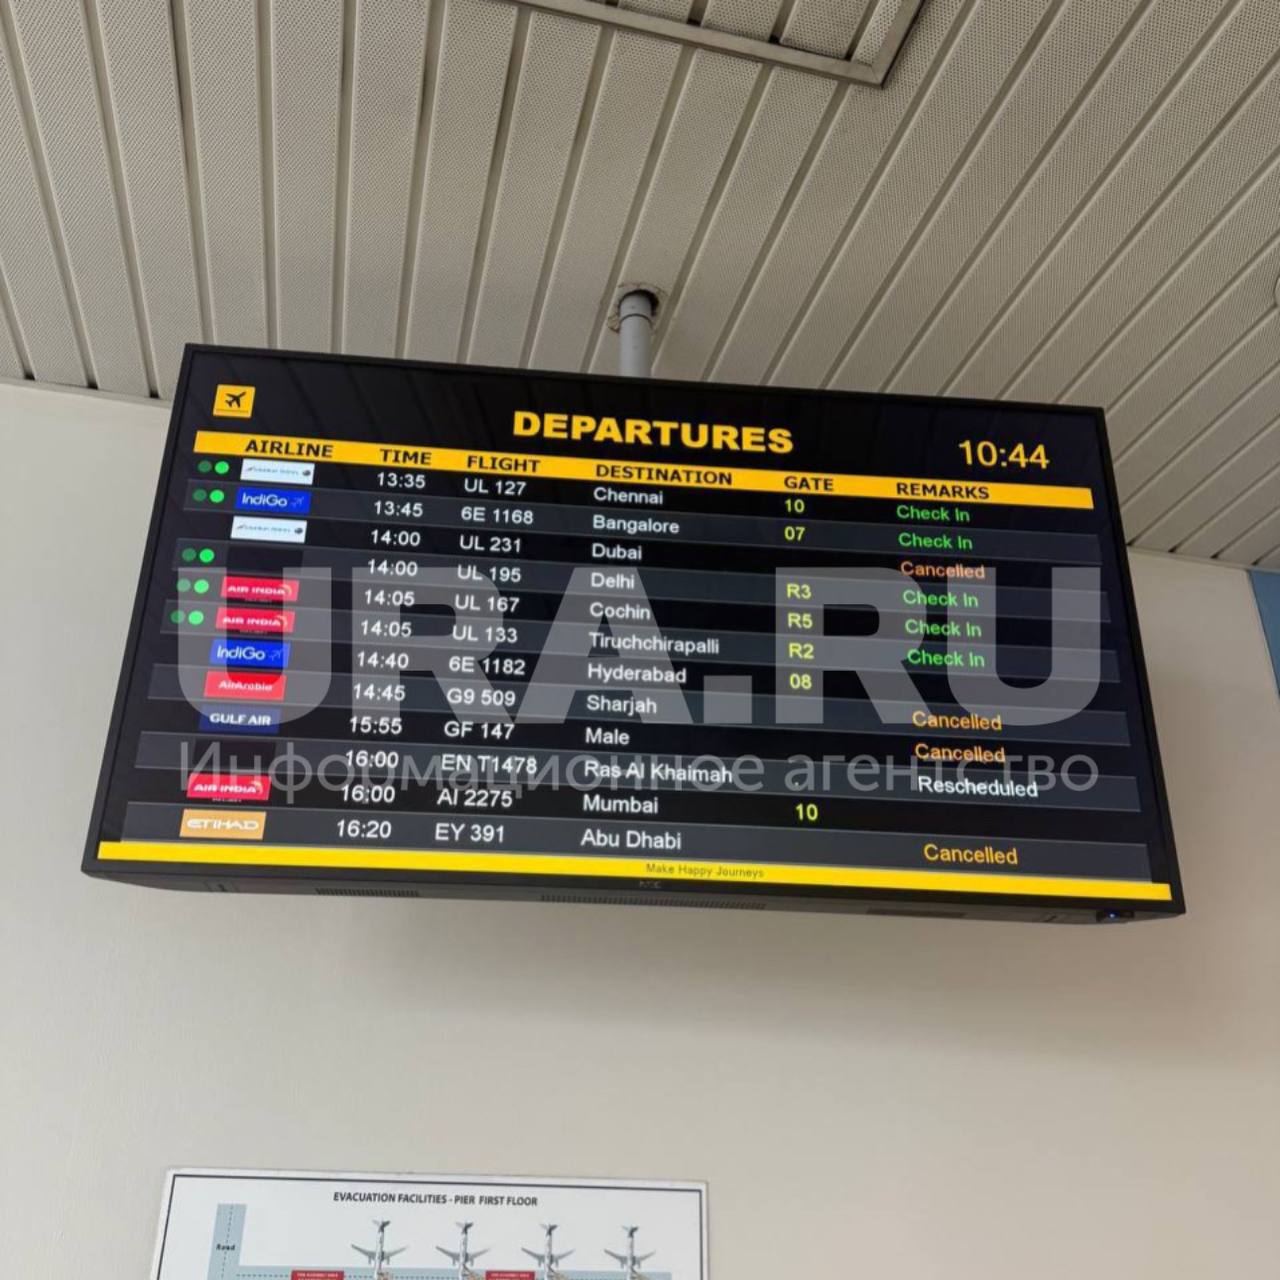 DEPARTURES
10:44
AIRLINE TIME FLIGHT DESTINATION GATE REMARKS
13:35 UL 127 Chennai 10 Check In
IndiGo 13:45 6E 1168 Bangalore 07 Check In
14:00 UL 231 Dubai Cancelled
14:00 UL 195 Delhi R3 Check In
AIR INDIA 14:05 UL 167 Cochin R5 Check In
AIR INDIA 14:05 UL 133 Tiruchchirapalli R2 Check In
IndiGo 14:40 6E 1182 Hyderabad 08
AirArabia 14:45 G9 509 Sharjah Cancelled
GULF AIR 15:55 GF 147 Male Cancelled
16:00 EN T1478 Ras Al Khaimah Rescheduled
AIR INDIA 16:00 AI 2275 Mumbai 10
ETIHAD 16:20 EY 391 Abu Dhabi Cancelled
Make Happy Journeys
URA.RU
Информационное агентство
EVACUATION FACILITIES - PIER FIRST FLOOR
Road